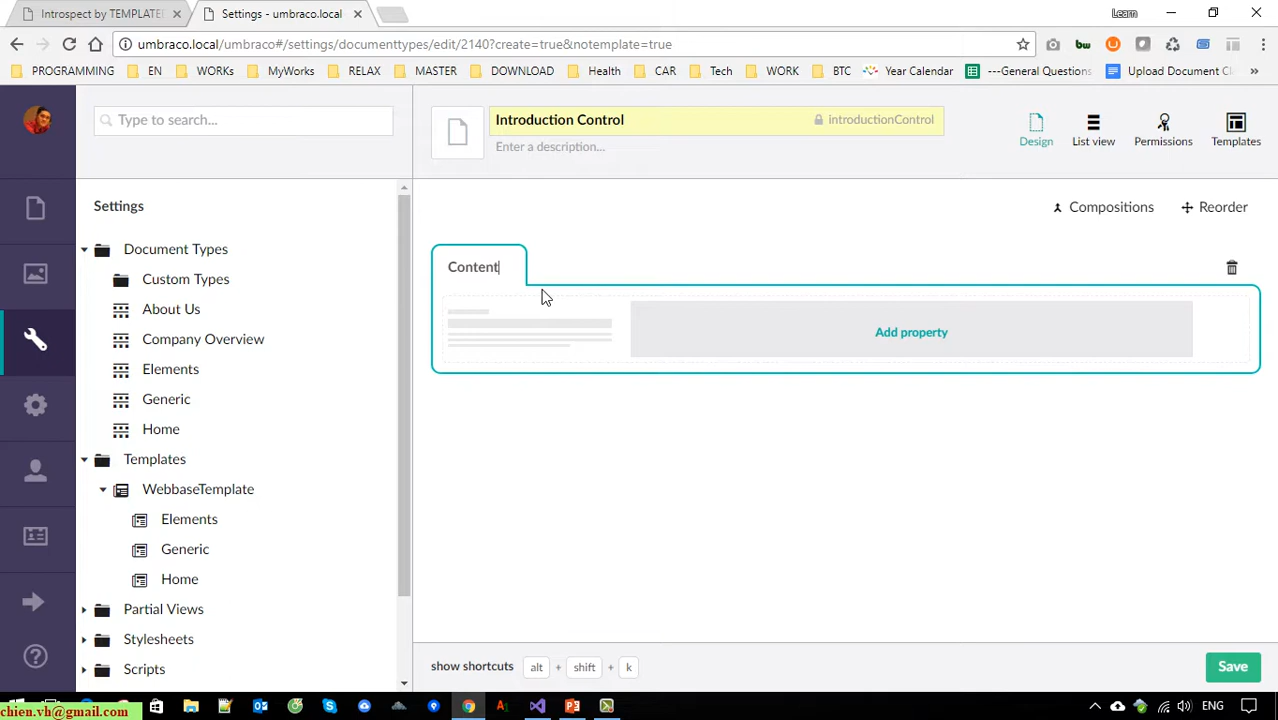 Introspect by TEMPLATE
Settings - umbraco.local
Learn
umbraco.local/umbraco#/settings/documenttypes/edit/2140?create=true&notemplate=true
PROGRAMMING EN WORKs MyWorks RELAX MASTER DOWNLOAD Health CAR Tech WORK BTC Year Calendar ---General Questions Upload Document Cl »
Type to search...
Introduction Control
introductionControl
Enter a description...
Design
List view
Permissions
Templates
Settings
Document Types
Custom Types
About Us
Company Overview
Elements
Generic
Home
Templates
WebbaseTemplate
Elements
Generic
Home
Partial Views
Stylesheets
Scripts
Compositions
Reorder
Content
Add property
show shortcuts alt + shift + k
Save
chien.vh@gmail.com
ENG